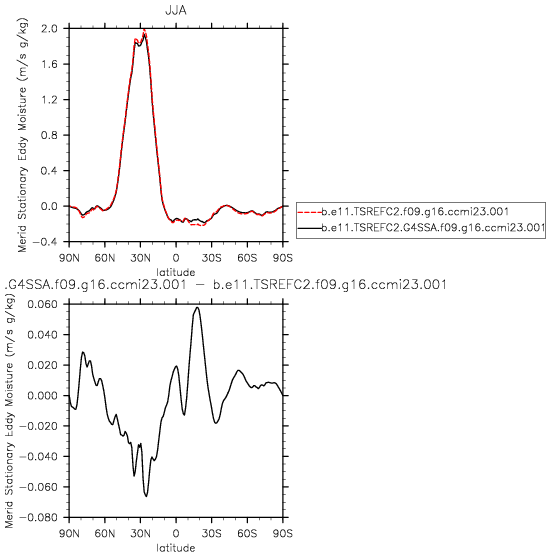 JJA
Merid Stationary Eddy Moisture (m/s g/kg)
2.0
1.6
1.2
0.8
0.4
0.0
-0.4
90N 60N 30N 0 30S 60S 90S
latitude
b.e11.TSREFC2.f09.g16.ccmi23.001
b.e11.TSREFC2.G4SSA.f09.g16.ccmi23.001
.G4SSA.f09.g16.ccmi23.001 - b.e11.TSREFC2.f09.g16.ccmi23.001
Merid Stationary Eddy Moisture (m/s g/kg)
0.060
0.040
0.020
0.000
-0.020
-0.040
-0.060
-0.080
90N 60N 30N 0 30S 60S 90S
latitude